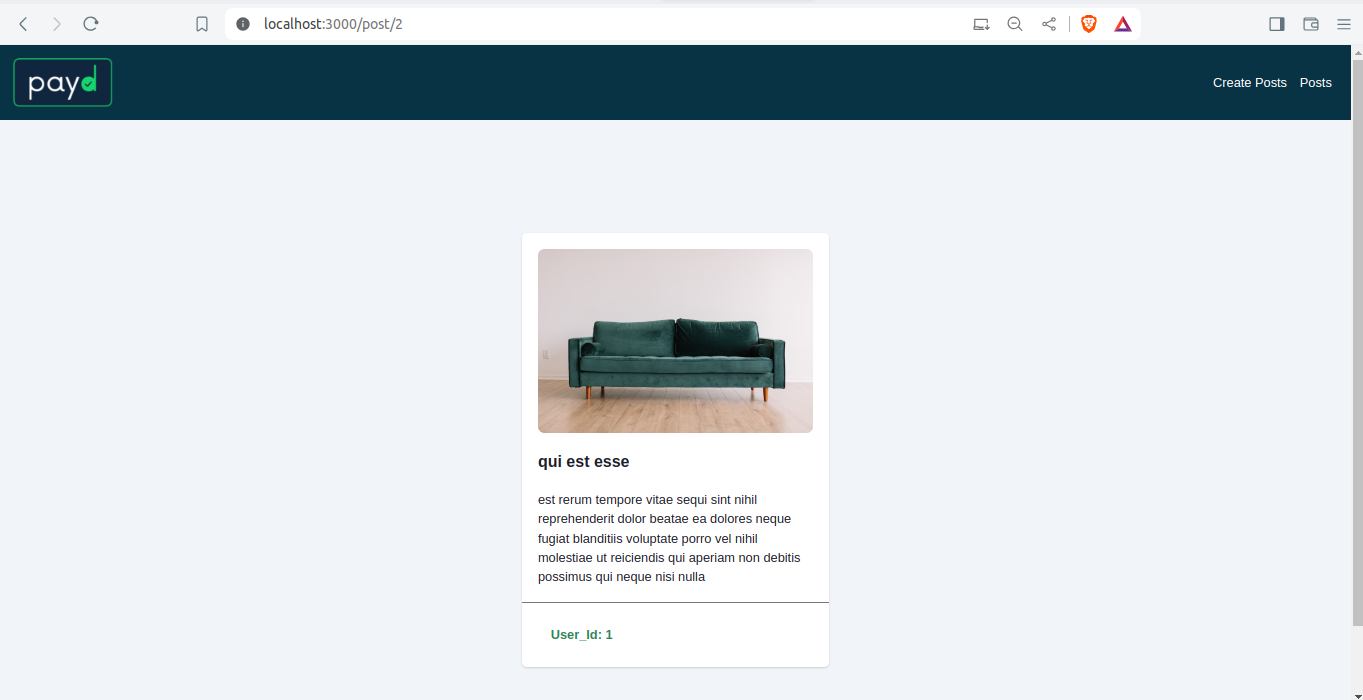 localhost:3000/post/2
payd
Create Posts Posts
qui est esse
est rerum tempore vitae sequi sint nihil
reprehenderit dolor beatae ea dolores neque
fugiat blanditiis voluptate porro vel nihil
molestiae ut reiciendis qui aperiam non debitis
possimus qui neque nisi nulla
User_Id: 1